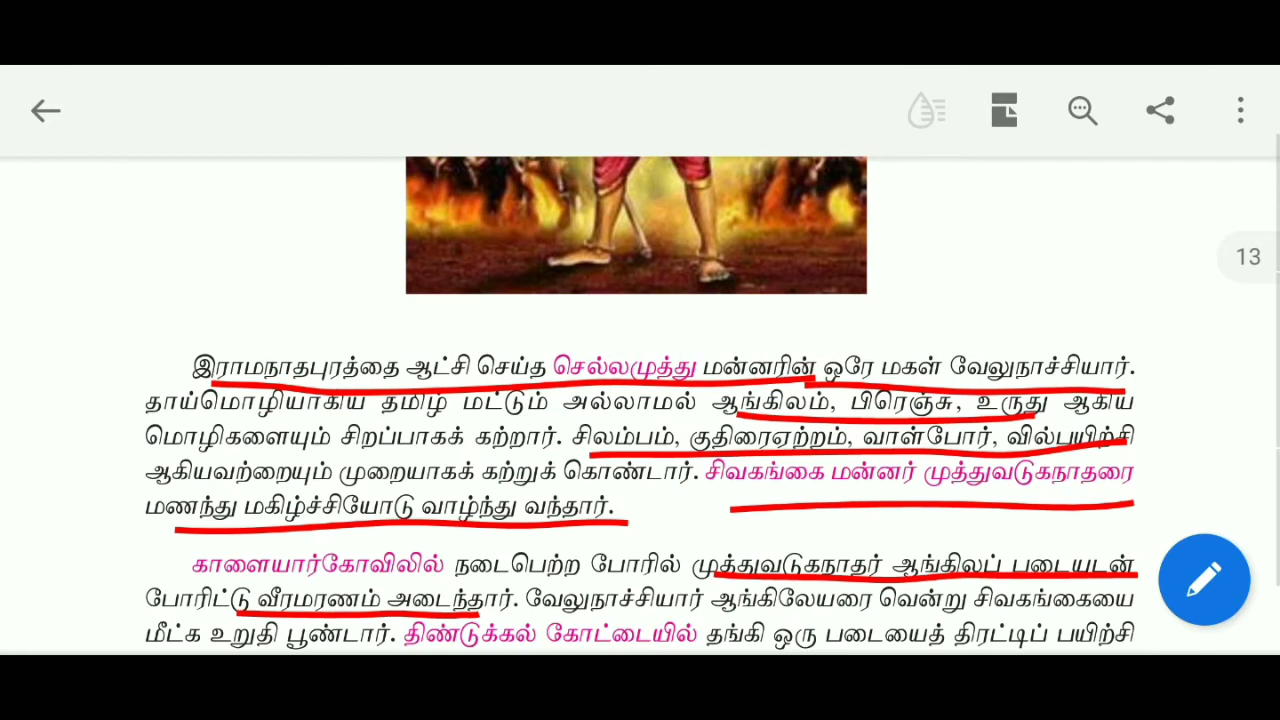 13
இராமநாதபுரத்தை ஆட்சி செய்த செல்லமுத்து மன்னரின் ஒரே மகள் வேலுநாச்சியார்.
தாய்மொழியாகிய தமிழ் மட்டும் அல்லாமல் ஆங்கிலம், பிரெஞ்சு, உருது ஆகிய
மொழிகளையும் சிறப்பாகக் கற்றார். சிலம்பம், குதிரைஏற்றம், வாள்போர், வில்பயிற்சி
ஆகியவற்றையும் முறையாகக் கற்றுக் கொண்டார். சிவகங்கை மன்னர் முத்துவடுகநாதரை
மணந்து மகிழ்ச்சியோடு வாழ்ந்து வந்தார்.
காளையார்கோவிலில் நடைபெற்ற போரில் முத்துவடுகநாதர் ஆங்கிலப் படையுடன்
போரிட்டு வீரமரணம் அடைந்தார். வேலுநாச்சியார் ஆங்கிலேயரை வென்று சிவகங்கையை
மீட்க உறுதி பூண்டார். திண்டுக்கல் கோட்டையில் தங்கி ஒரு படையைத் திரட்டிப் பயிற்சி